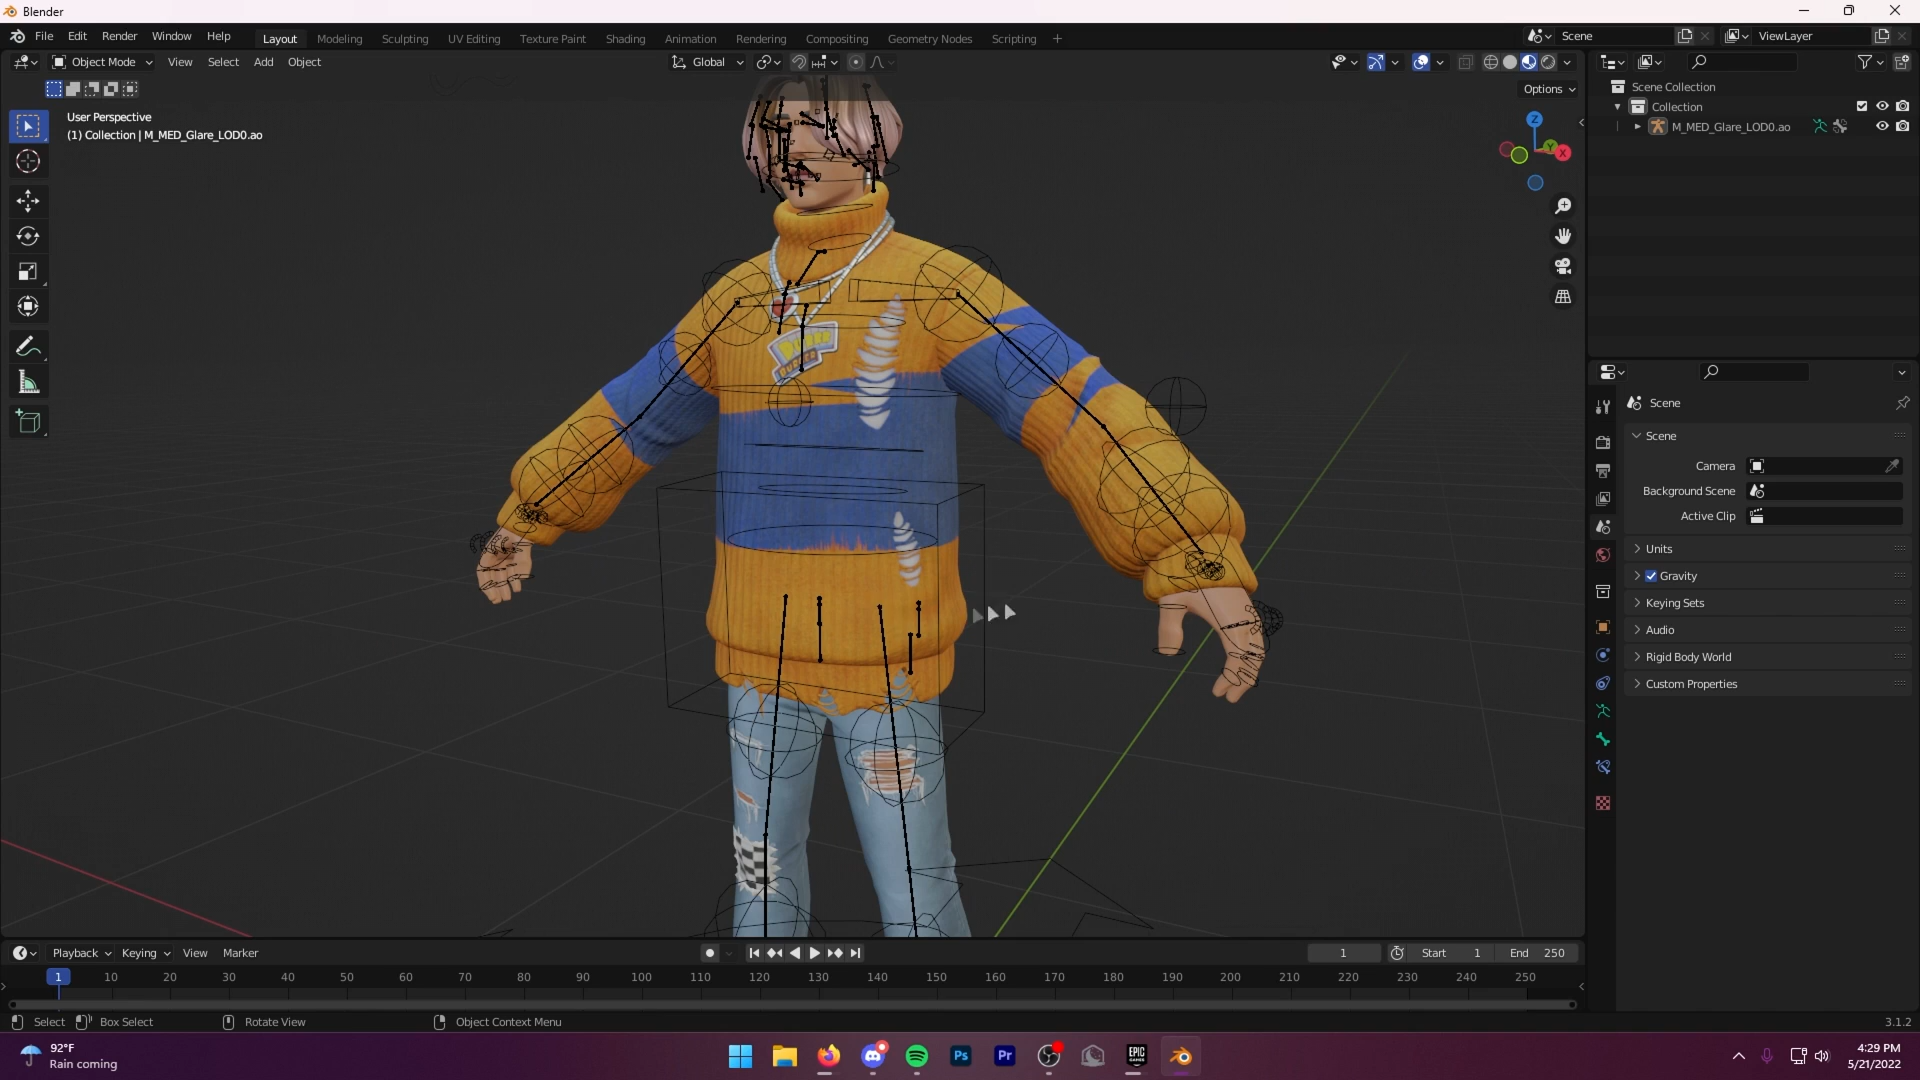 Blender
File Edit Render Window Help Layout Modeling Sculpting UV Editing Texture Paint Shading Animation Rendering Compositing Geometry Nodes Scripting + Scene ViewLayer
Object Mode View Select Add Object Global
Options
User Perspective
(1) Collection | M_MED_Glare_LOD0.ao
Z
Y
X
Scene Collection
Collection
M_MED_Glare_LOD0.ao
Scene
Scene
Camera
Background Scene
Active Clip
Units
Gravity
Keying Sets
Audio
Rigid Body World
Custom Properties
Playback Keying View Marker 1 Start 1 End 250
1 10 20 30 40 50 60 70 80 90 100 110 120 130 140 150 160 170 180 190 200 210 220 230 240 250
Select Box Select Rotate View Object Context Menu 3.1.2
92°F
Rain coming
Ps Pr
EPIC
GAMES
4:29 PM
5/21/2022